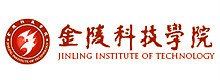 金陵科技學院
JINLING INSTITUTE OF TECHNOLOGY